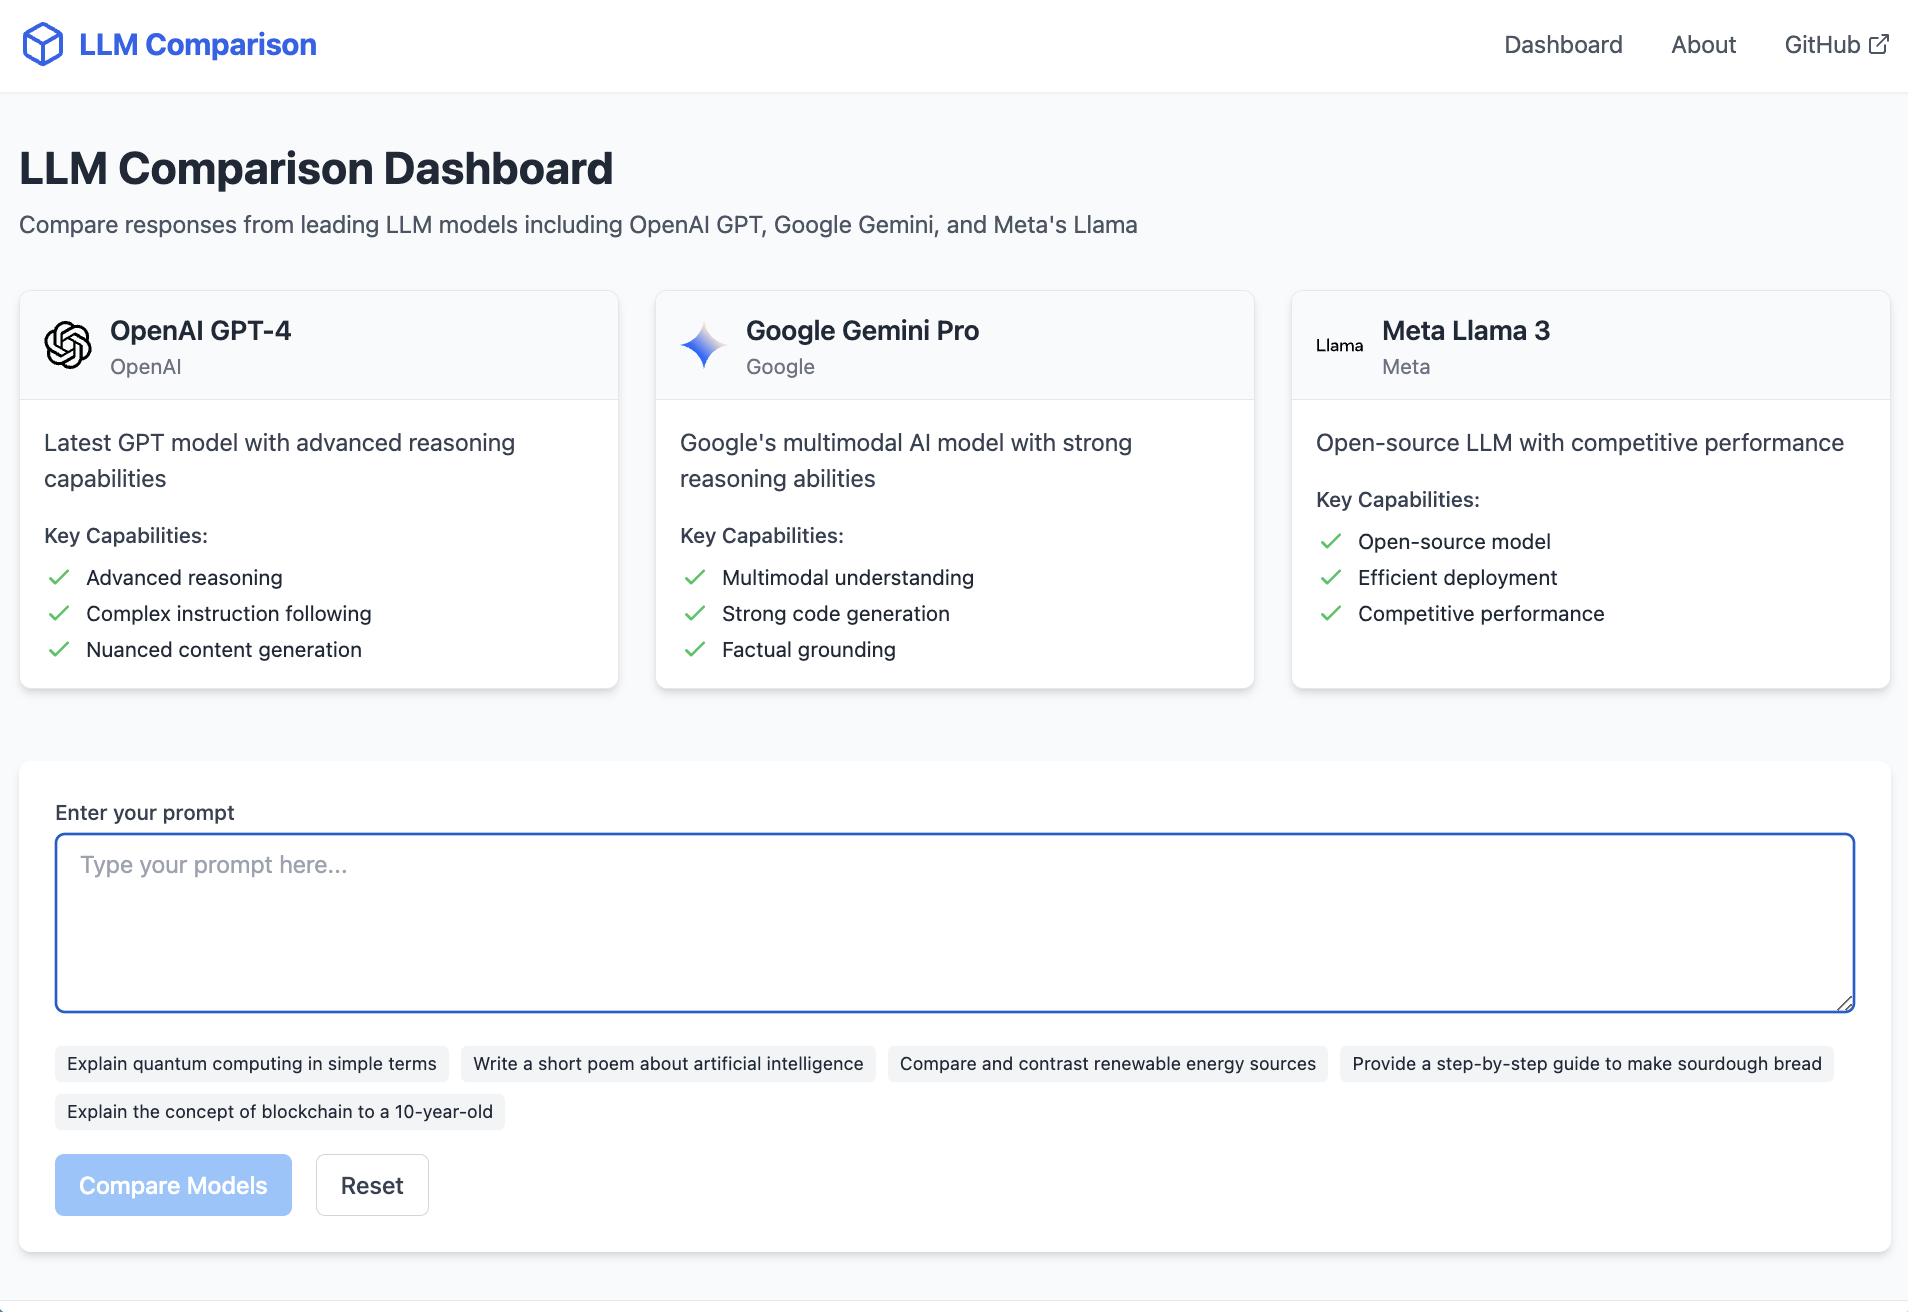 LLM Comparison
Dashboard
About
GitHub
LLM Comparison Dashboard
Compare responses from leading LLM models including OpenAI GPT, Google Gemini, and Meta's Llama
OpenAI GPT-4
OpenAI
Latest GPT model with advanced reasoning
capabilities
Key Capabilities:
Advanced reasoning
Complex instruction following
Nuanced content generation
Google Gemini Pro
Google
Google's multimodal AI model with strong
reasoning abilities
Key Capabilities:
Multimodal understanding
Strong code generation
Factual grounding
Llama
Meta Llama 3
Meta
Open-source LLM with competitive performance
Key Capabilities:
Open-source model
Efficient deployment
Competitive performance
Enter your prompt
Type your prompt here...
Explain quantum computing in simple terms
Write a short poem about artificial intelligence
Compare and contrast renewable energy sources
Provide a step-by-step guide to make sourdough bread
Explain the concept of blockchain to a 10-year-old
Compare Models
Reset